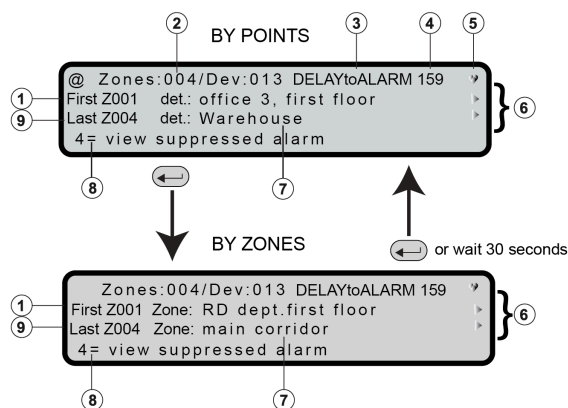 BY POINTS
2 3 4 5
@ Zones:004/Dev:013 DELAYtoALARM 159
1 First Z001 det.: office 3, first floor 6
9 Last Z004 det.: Warehouse
4= view suppressed alarm
8 7
BY ZONES
or wait 30 seconds
Zones:004/Dev:013 DELAYtoALARM 159
1 First Z001 Zone: RD dept.first floor 6
9 Last Z004 Zone: main corridor
4= view suppressed alarm
8 7